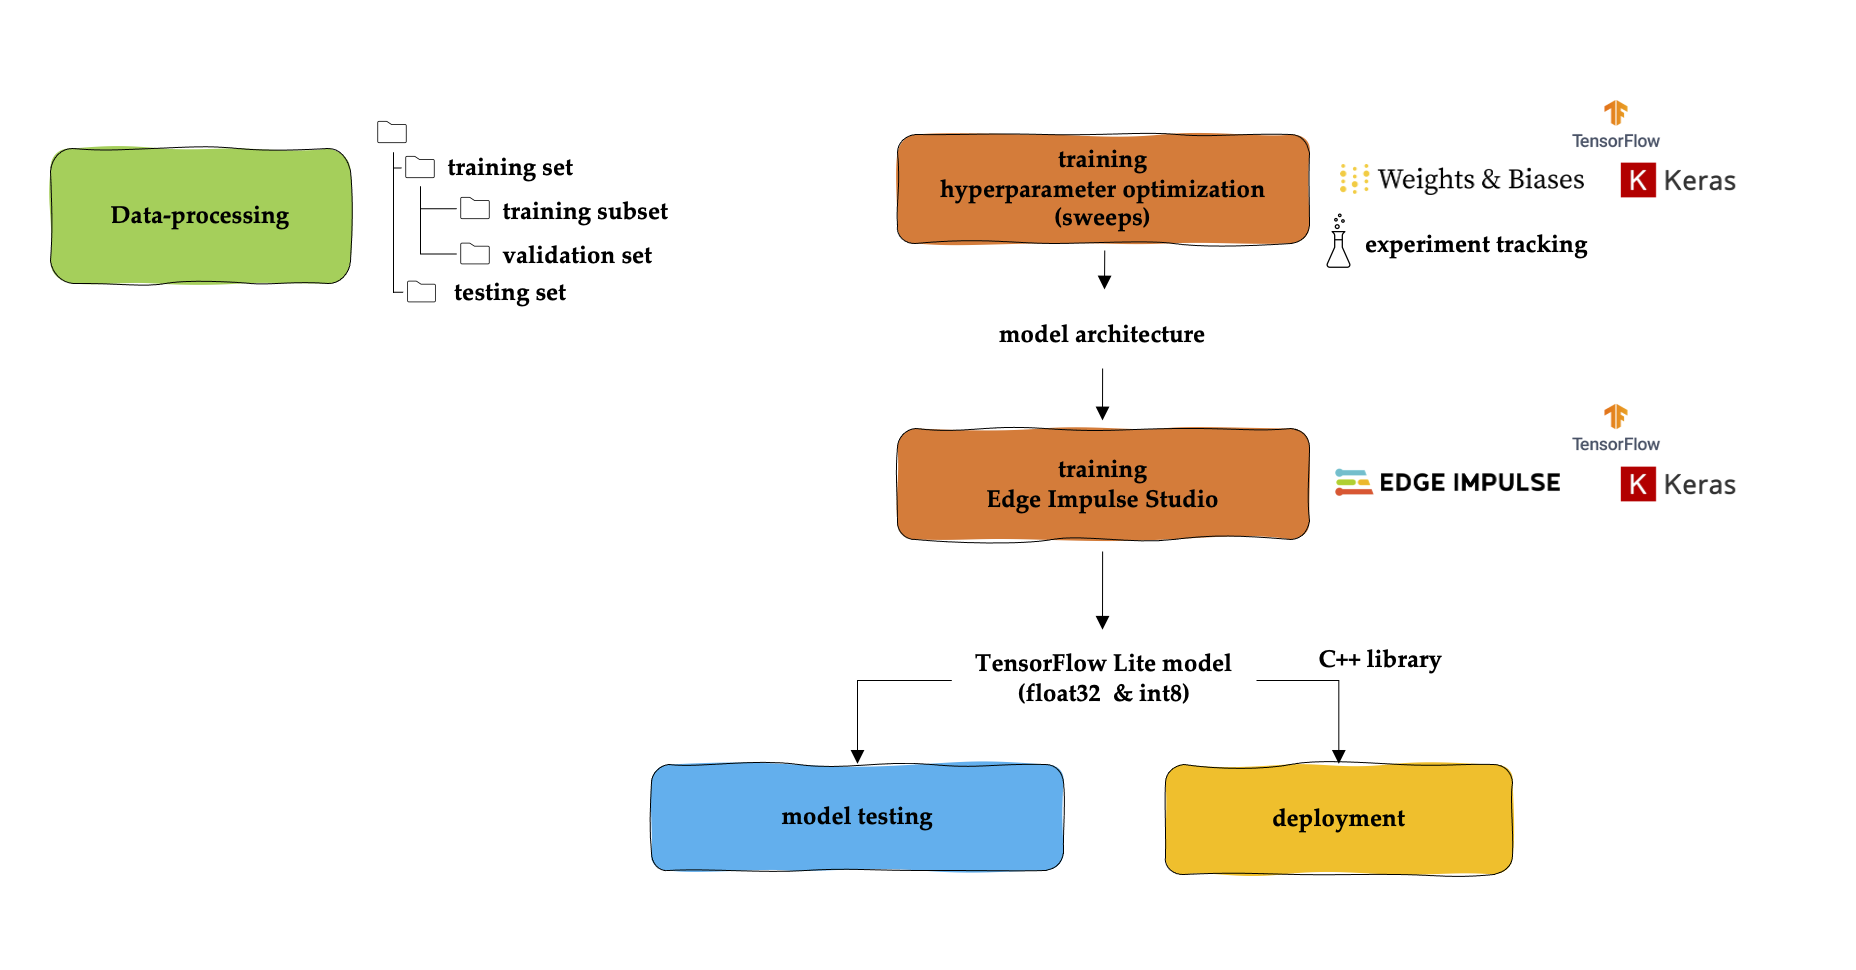 Data-processing
training set
training subset
validation set
testing set
training
hyperparameter optimization
(sweeps)
TensorFlow
Weights & Biases
K Keras
experiment tracking
model architecture
training
Edge Impulse Studio
TensorFlow
EDGE IMPULSE
K Keras
TensorFlow Lite model
(float32 & int8)
C++ library
model testing
deployment